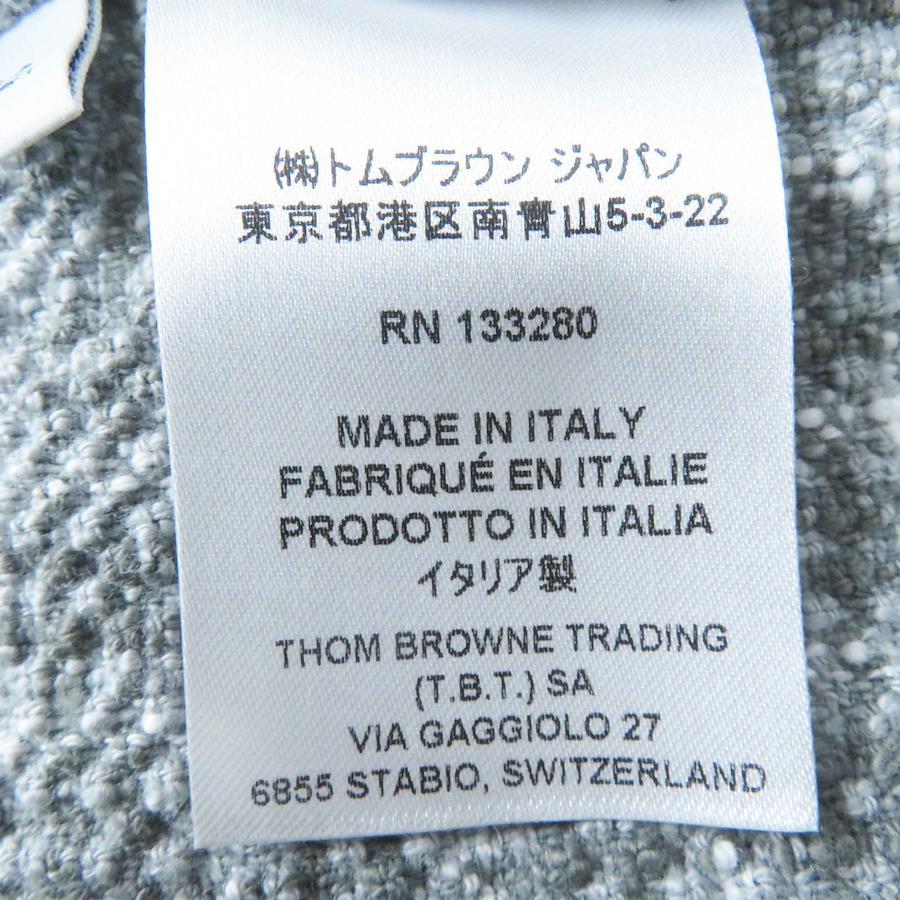 ㈱トムブラウン ジャパン
東京都港区南青山5-3-22
RN 133280
MADE IN ITALY
FABRIQUÉ EN ITALIE
PRODOTTO IN ITALIA
イタリア製
THOM BROWNE TRADING
(T.B.T.) SA
VIA GAGGIOLO 27
6855 STABIO, SWITZERLAND